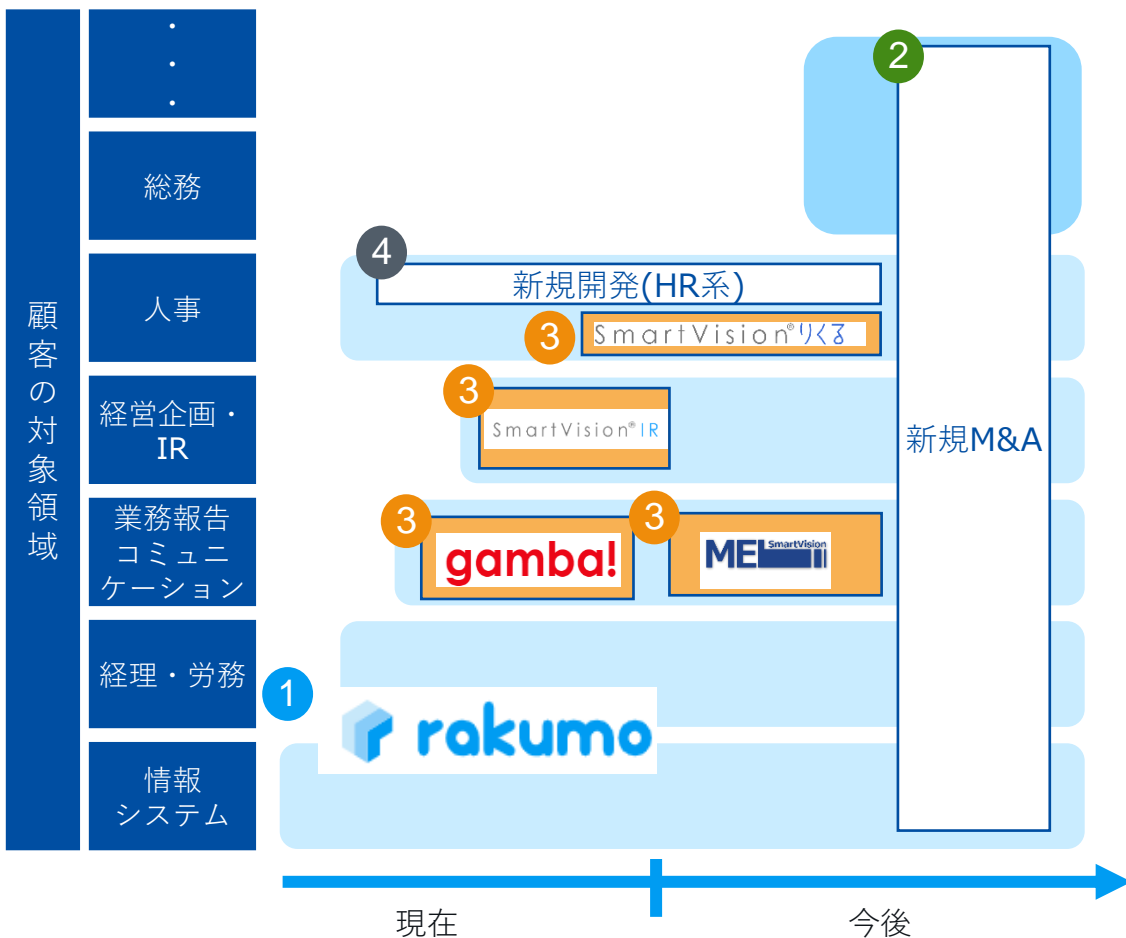 顧客の対象領域
・
・
・
総務
人事
経営企画・
IR
業務報告
コミュニ
ケーション
経理・労務
情報
システム
2
新規M&A
4
新規開発(HR系)
3
SmartVision®りくる
3
SmartVision®IR
3
gamba!
3
SmartVision
MEL
1
rakumo
現在
今後